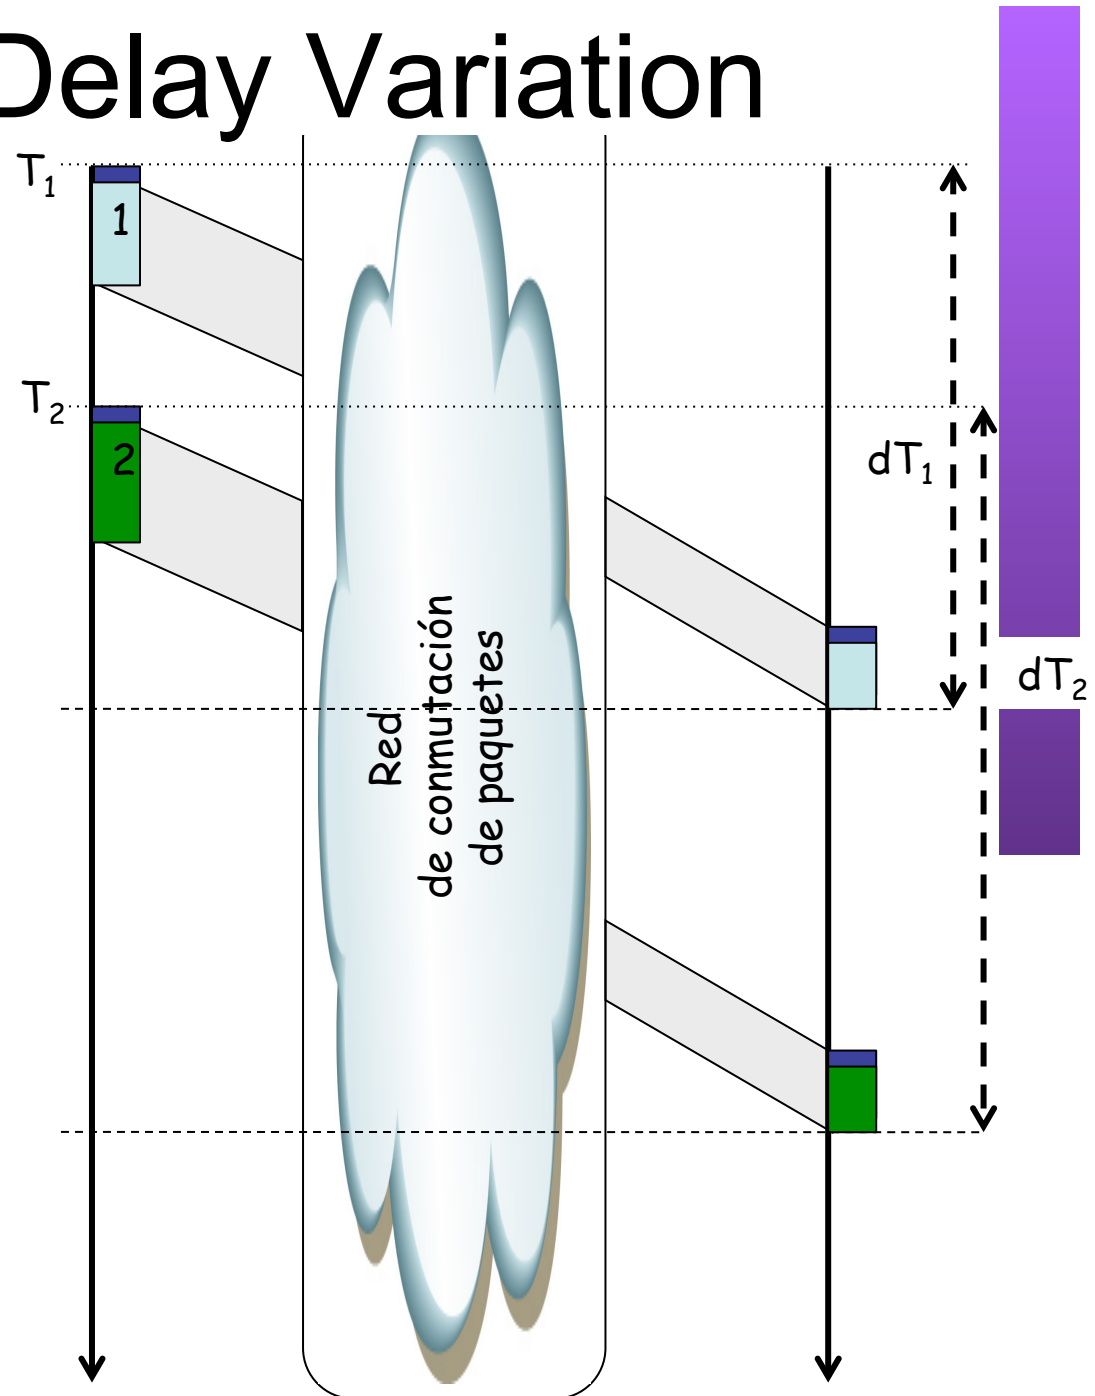 Delay Variation
T1
1
T2
2
dT1
dT2
Red
de conmutación
de paquetes